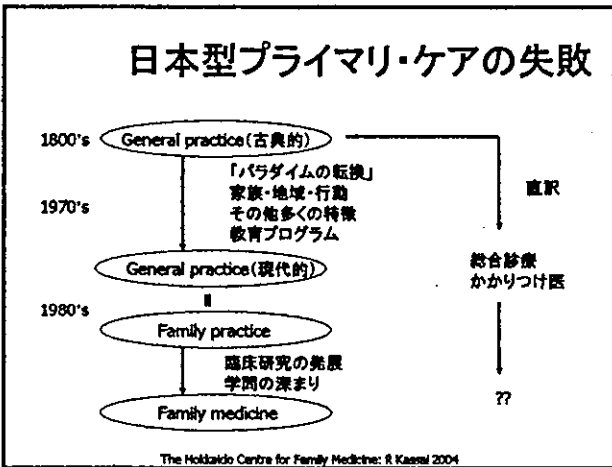 日本型プライマリ・ケアの失敗
1800's
General practice(古典的)
「パラダイムの転換」
家族・地域・行動
その他多くの特徴
教育プログラム
直訳
1970's
General practice(現代的)
総合診療
かかりつけ医
=
1980's
Family practice
臨床研究の発展
学問の深まり
??
Family medicine
The Hokkaido Centre for Family Medicine: R Kassai 2004